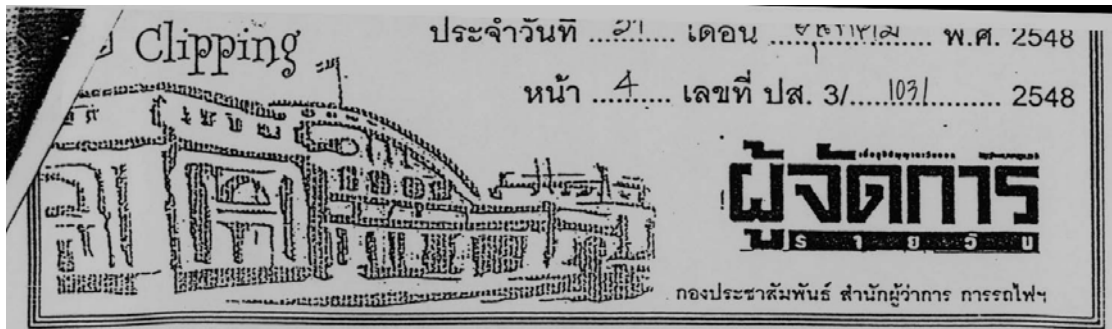 Clipping
ประจำวันที่ ....21.... เดือน .................... พ.ศ. 2548
หน้า ....4.... เลขที่ ปส. 3/....1031.......... 2548
ผู้จัดการ
รายวัน
กองประชาสัมพันธ์ สำนักผู้ว่าการ การรถไฟฯ